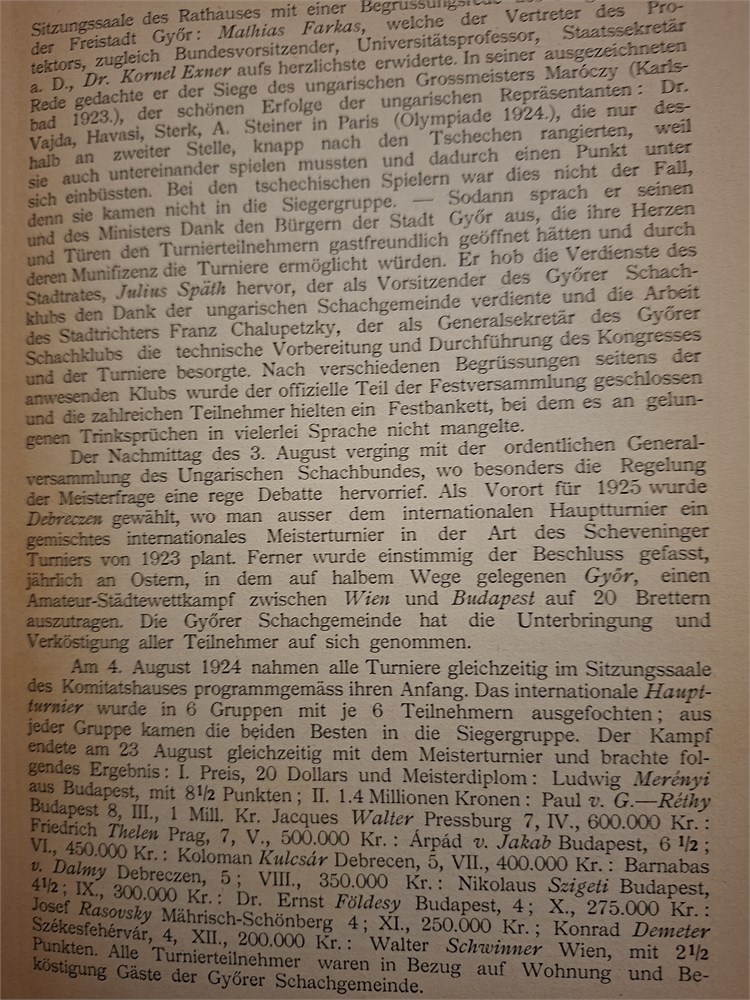 Sitzungssaale des Rathauses mit einer Begrüssungsrede
der Freistadt Győr: Mathias Farkas, welche der Vertreter des Pro-
tektors, zugleich Bundesvorsitzender, Universitätsprofessor, Staatssekretär
a. D., Dr. Kornel Exner aufs herzlichste erwiderte. In seiner ausgezeichneten
Rede gedachte er der Siege des ungarischen Grossmeisters Maróczy (Karls-
bad 1923.), der schönen Erfolge der ungarischen Repräsentanten: Dr.
Vajda, Havasi, Sterk, A. Steiner in Paris (Olympiade 1924.), die nur des-
halb an zweiter Stelle, knapp nach den Tschechen rangierten, weil
sie auch untereinander spielen mussten und dadurch einen Punkt unter
sich einbüssten. Bei den tschechischen Spielern war dies nicht der Fall,
denn sie kamen nicht in die Siegergruppe. — Sodann sprach er seinen
und des Ministers Dank den Bürgern der Stadt Győr aus, die ihre Herzen
und Türen den Turnierteilnehmern gastfreundlich geöffnet hätten und durch
deren Munifizenz die Turniere ermöglicht würden. Er hob die Verdienste des
Stadtrates, Julius Späth hervor, der als Vorsitzender des Győrer Schach-
klubs den Dank der ungarischen Schachgemeinde verdiente und die Arbeit
des Stadtrichters Franz Chalupetzky, der als Generalsekretär des Győrer
Schachklubs die technische Vorbereitung und Durchführung des Kongresses
und der Turniere besorgte. Nach verschiedenen Begrüssungen seitens der
anwesenden Klubs wurde der offizielle Teil der Festversammlung geschlossen
und die zahlreichen Teilnehmer hielten ein Festbankett, bei dem es an gelun-
genen Trinksprüchen in vielerlei Sprache nicht mangelte.
Der Nachmittag des 3. August verging mit der ordentlichen General-
versammlung des Ungarischen Schachbundes, wo besonders die Regelung
der Meisterfrage eine rege Debatte hervorrief. Als Vorort für 1925 wurde
Debreczen gewählt, wo man ausser dem internationalen Hauptturnier ein
gemischtes internationales Meisterturnier in der Art des Scheveninger
Turniers von 1923 plant. Ferner wurde einstimmig der Beschluss gefasst,
jährlich an Ostern, in dem auf halbem Wege gelegenen Győr, einen
Amateur-Städtewettkampf zwischen Wien und Budapest auf 20 Brettern
auszutragen. Die Győrer Schachgemeinde hat die Unterbringung und
Verköstigung aller Teilnehmer auf sich genommen.
Am 4. August 1924 nahmen alle Turniere gleichzeitig im Sitzungssaale
des Komitatshauses programmgemäss ihren Anfang. Das internationale Haupt-
turnier wurde in 6 Gruppen mit je 6 Teilnehmern ausgefochten; aus
jeder Gruppe kamen die beiden Besten in die Siegergruppe. Der Kampf
endete am 23 August gleichzeitig mit dem Meisterturnier und brachte fol-
gendes Ergebnis: I. Preis, 20 Dollars und Meisterdiplom: Ludwig Merényi
aus Budapest, mit 8½ Punkten; II. 1.4 Millionen Kronen: Paul v. G.—Réthy
Budapest 8, III., 1 Mill. Kr. Jacques Walter Pressburg 7, IV., 600.000 Kr.:
Friedrich Thelen Prag, 7, V., 500.000 Kr.: Árpád v. Jakab Budapest, 6 ½;
VI., 450.000 Kr.: Koloman Kulcsár Debrecen, 5, VII., 400.000 Kr.: Barnabas
v. Dalmy Debreczen, 5; VIII., 350.000 Kr.: Nikolaus Szigeti Budapest,
4½; IX., 300.000 Kr.: Dr. Ernst Földesy Budapest, 4; X., 275.000 Kr.:
Josef Rasovsky Mährisch-Schönberg 4; XI., 250.000 Kr.; Konrad Demeter
Székesfehérvár, 4, XII., 200.000 Kr.: Walter Schwinner Wien, mit 2½
Punkten. Alle Turnierteilnehmer waren in Bezug auf Wohnung und Be-
köstigung Gäste der Győrer Schachgemeinde.